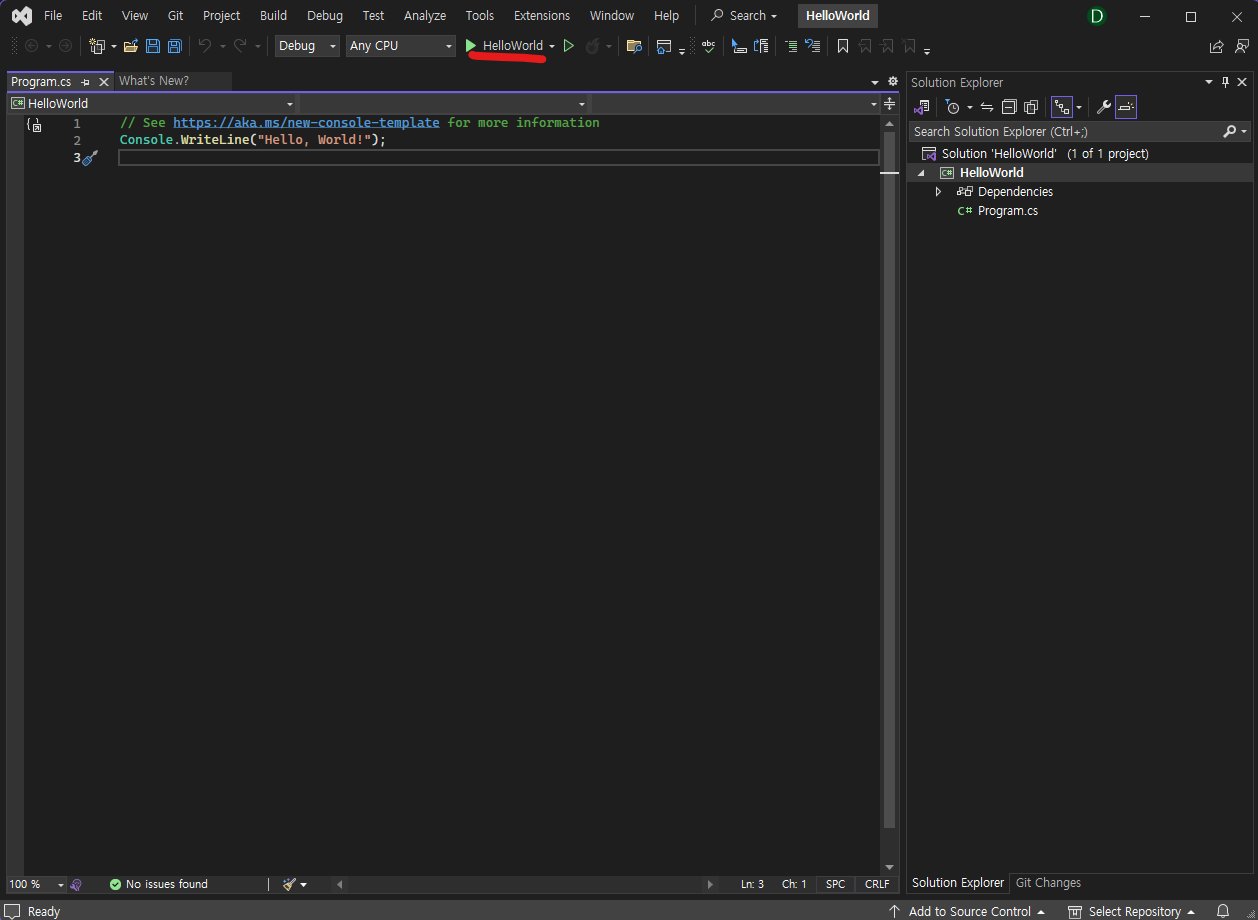 File Edit View Git Project Build Debug Test Analyze Tools Extensions Window Help Search HelloWorld D
Debug Any CPU HelloWorld abc
Program.cs What's New?
C# HelloWorld
1 // See https://aka.ms/new-console-template for more information
2 Console.WriteLine("Hello, World!");
3
100 % No issues found Ln: 3 Ch: 1 SPC CRLF
Solution Explorer
Search Solution Explorer (Ctrl+;)
Solution 'HelloWorld' (1 of 1 project)
C# HelloWorld
Dependencies
C# Program.cs
Solution Explorer Git Changes
Ready Add to Source Control Select Repository